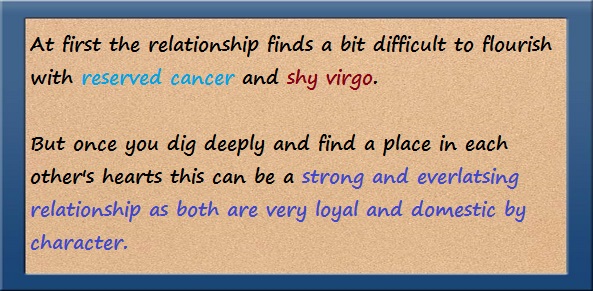 At first the relationship finds a bit difficult to flourish
with reserved cancer and shy virgo.
But once you dig deeply and find a place in each
other's hearts this can be a strong and everlatsing
relationship as both are very loyal and domestic by
character.